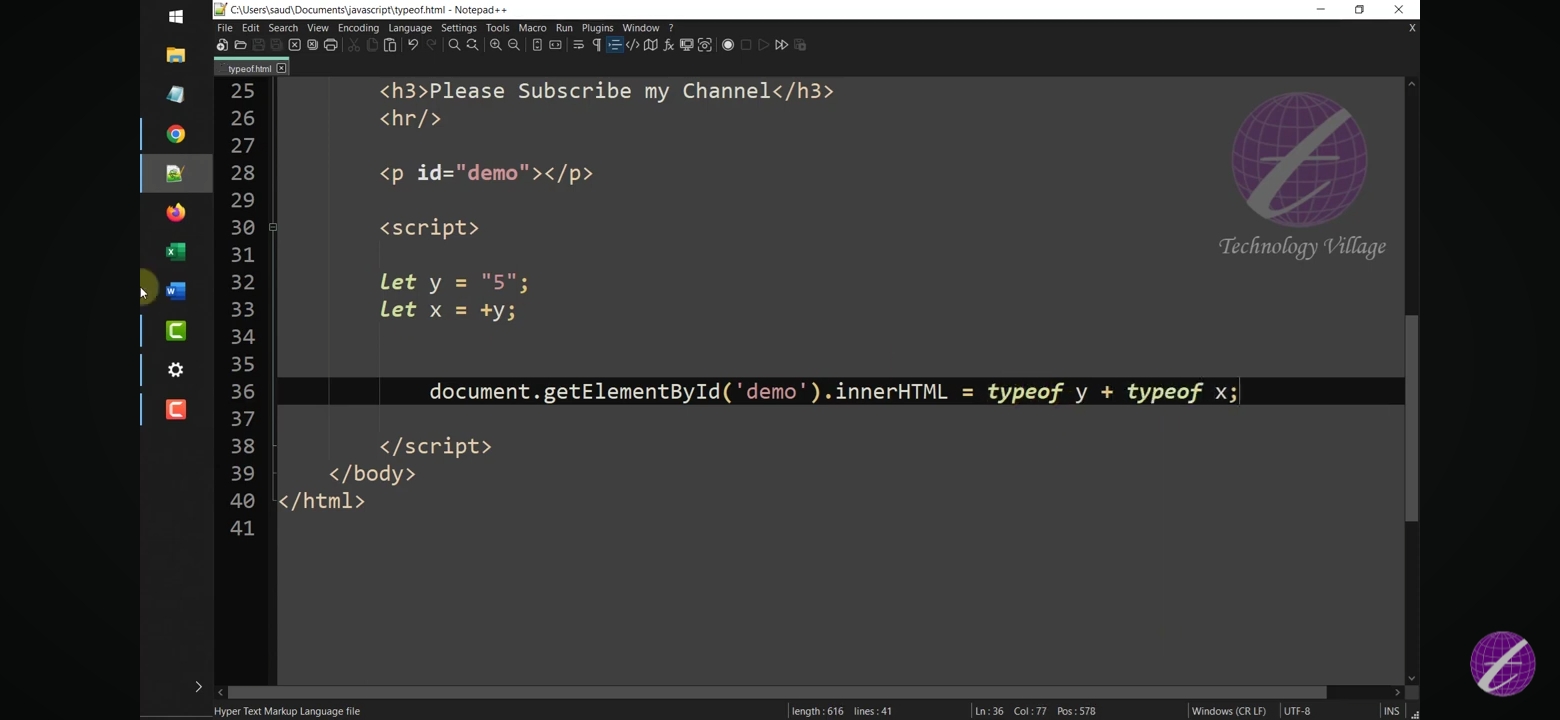 C:\Users\saud\Documents\javascript\typeof.html - Notepad++
File Edit Search View Encoding Language Settings Tools Macro Run Plugins Window ? X
typeof.html
25 <h3>Please Subscribe my Channel</h3>
26 <hr/>
27
28 <p id="demo"></p>
29
30 <script>
31
32 let y = "5";
33 let x = +y;
34
35
36 document.getElementById('demo').innerHTML = typeof y + typeof x;
37
38 </script>
39 </body>
40 </html>
41
Technology Village
Hyper Text Markup Language file length : 616 lines : 41 Ln : 36 Col : 77 Pos : 578 Windows (CR LF) UTF-8 INS